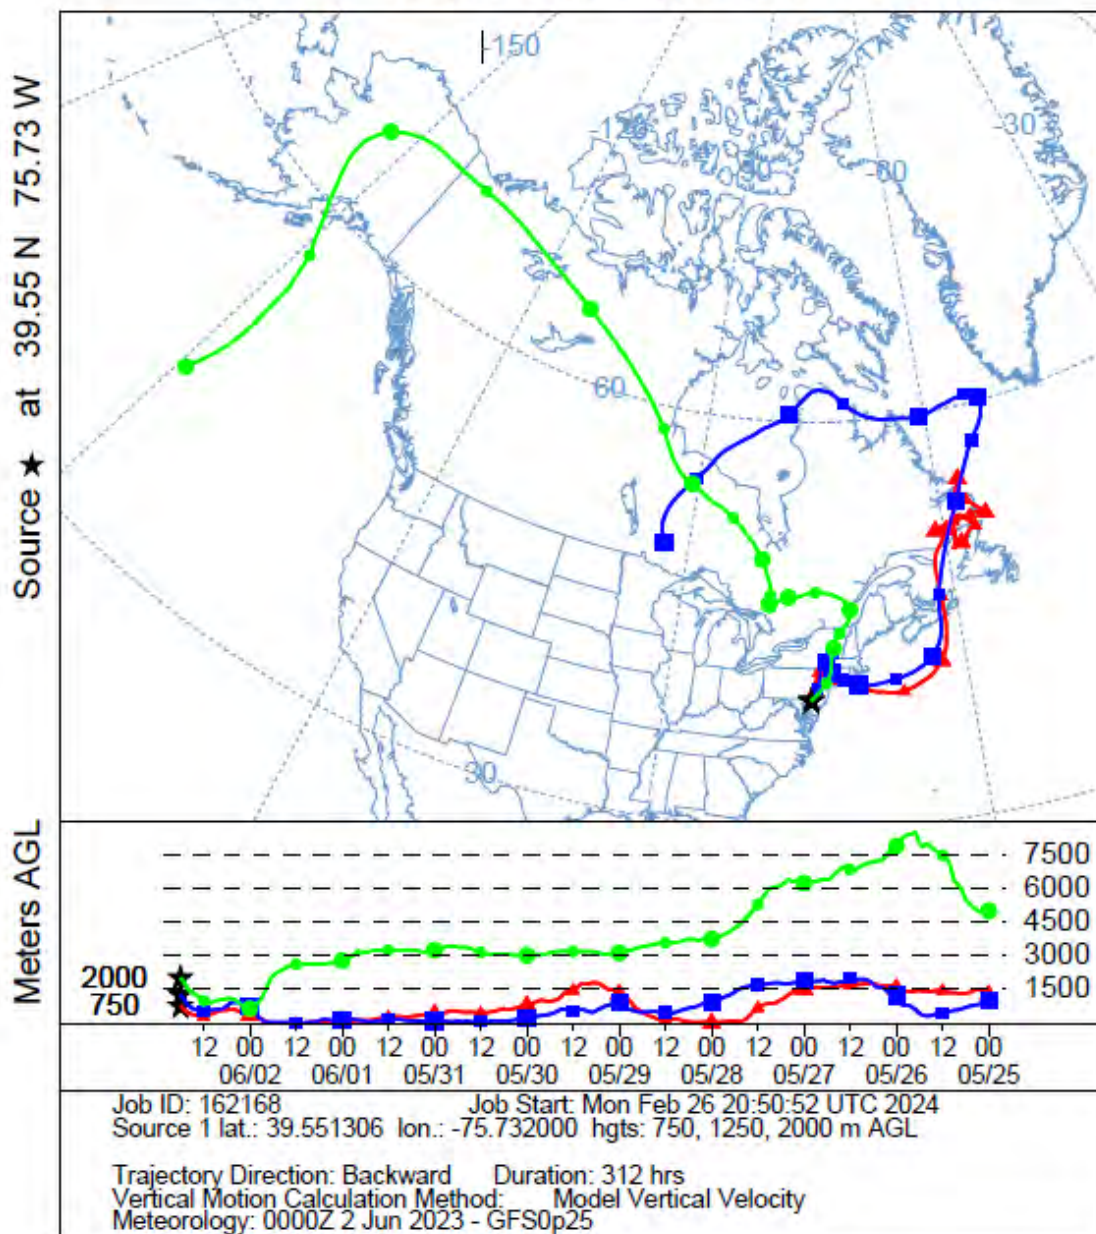 Source ★ at 39.55 N 75.73 W
-150
-120
-90
-60
-30
60
30
Meters AGL
7500
6000
4500
3000
1500
2000
750
12 00 12 00 12 00 12 00 12 00 12 00 12 00 12 00 12 00
06/02 06/01 05/31 05/30 05/29 05/28 05/27 05/26 05/25
Job ID: 162168 Job Start: Mon Feb 26 20:50:52 UTC 2024
Source 1 lat.: 39.551306 lon.: -75.732000 hgts: 750, 1250, 2000 m AGL
Trajectory Direction: Backward Duration: 312 hrs
Vertical Motion Calculation Method: Model Vertical Velocity
Meteorology: 0000Z 2 Jun 2023 - GFS0p25